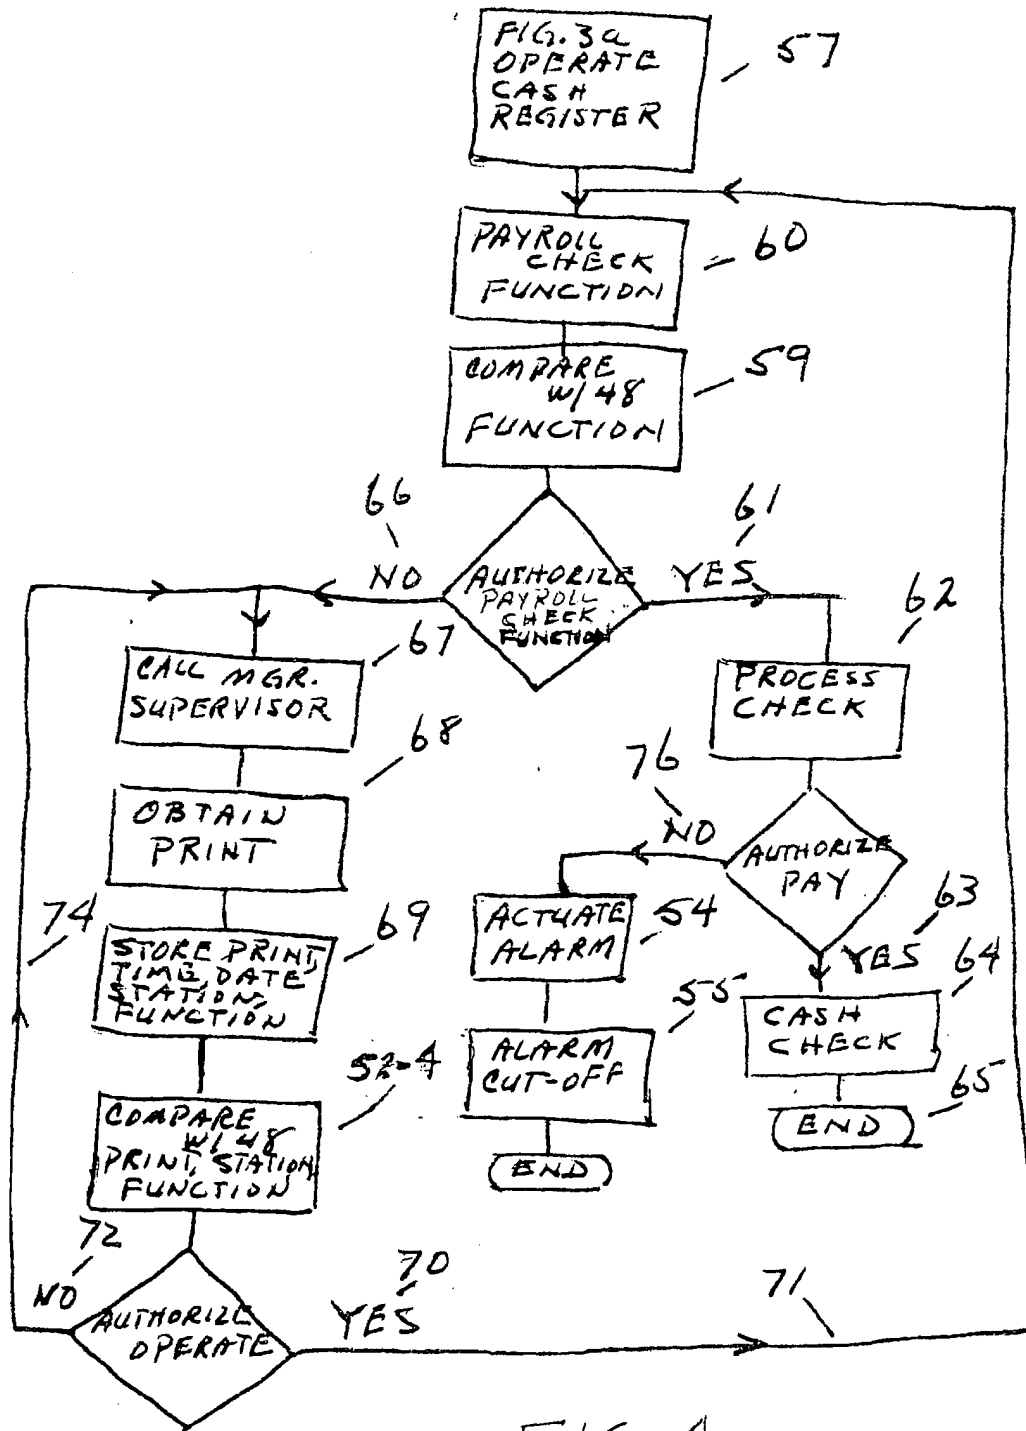 FIG. 3a
OPERATE
CASH
REGISTER
57
PAYROLL
CHECK
FUNCTION
60
COMPARE
W/ 48
FUNCTION
59
66
NO
AUTHORIZE
PAYROLL
CHECK
FUNCTION
61
YES
CALL MGR.
SUPERVISOR
67
PROCESS
CHECK
62
OBTAIN
PRINT
68
76
NO
AUTHORIZE
PAY
63
YES
74
STORE PRINT,
TIME, DATE
STATION,
FUNCTION
69
ACTUATE
ALARM
54
CASH
CHECK
64
ALARM
CUT-OFF
55
END
65
COMPARE
W/ 48
PRINT, STATION,
FUNCTION
52-4
END
72
NO
AUTHORIZE
OPERATE
70
YES
71